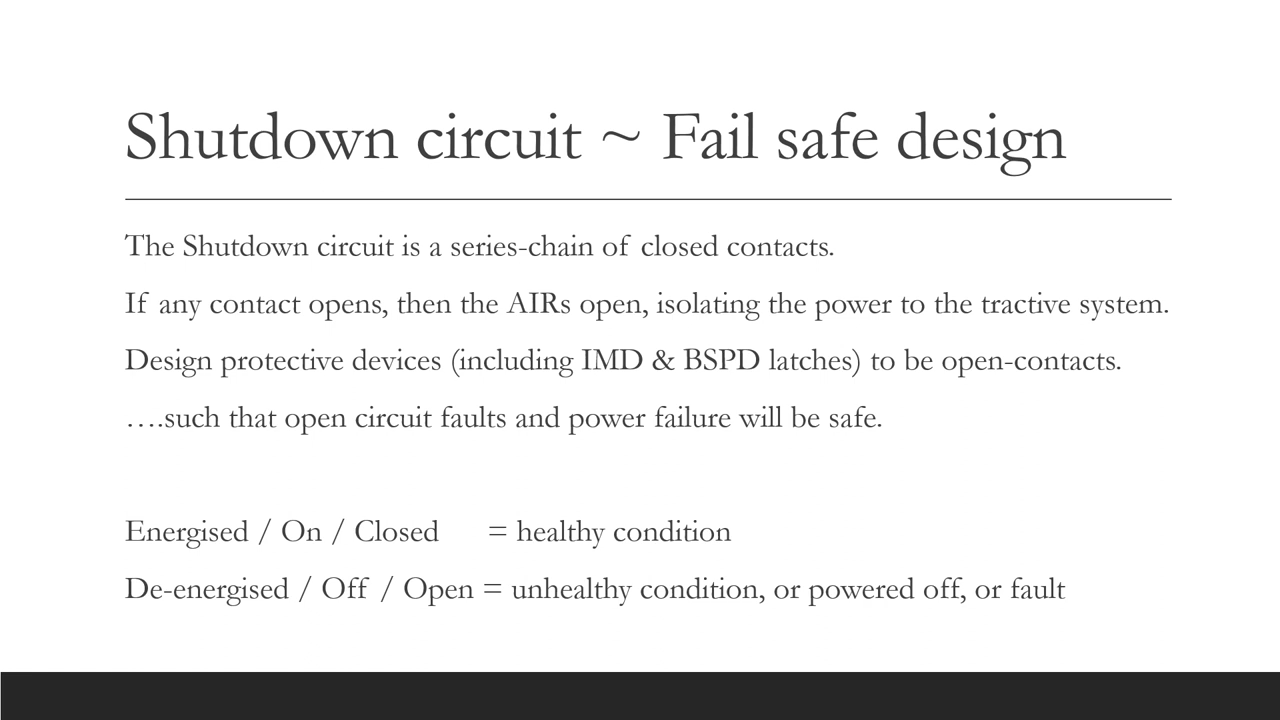 Shutdown circuit ~ Fail safe design
The Shutdown circuit is a series-chain of closed contacts.
If any contact opens, then the AIRs open, isolating the power to the tractive system.
Design protective devices (including IMD & BSPD latches) to be open-contacts.
….such that open circuit faults and power failure will be safe.
Energised / On / Closed = healthy condition
De-energised / Off / Open = unhealthy condition, or powered off, or fault